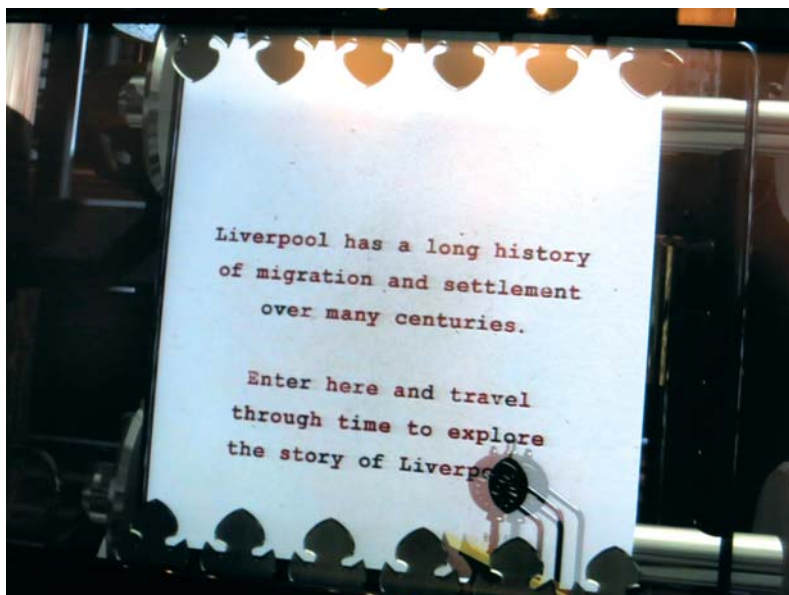 Liverpool has a long history
of migration and settlement
over many centuries.
Enter here and travel
through time to explore
the story of